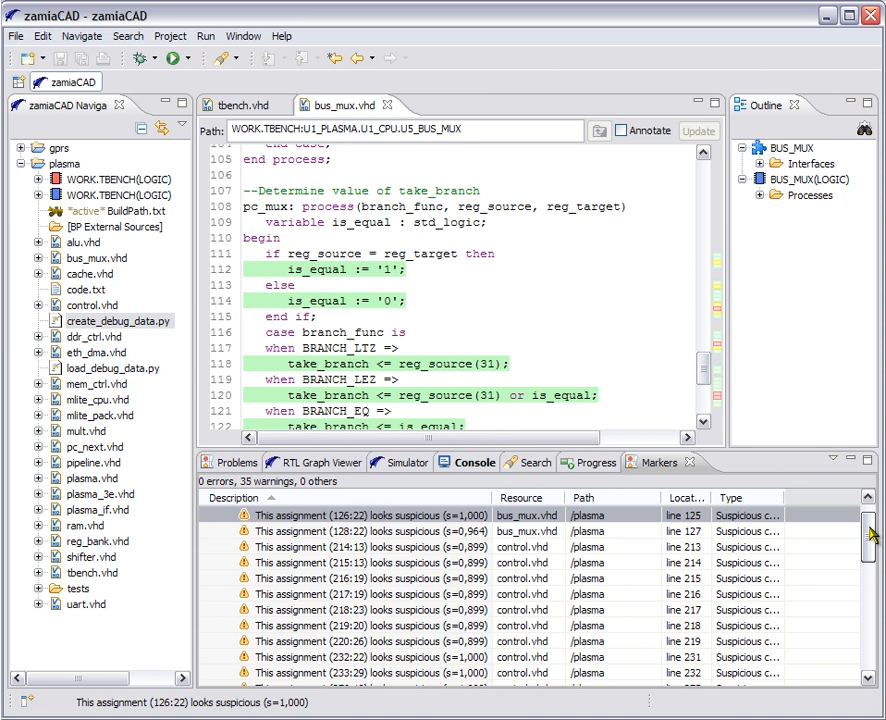 zamiaCAD - zamiaCAD
File Edit Navigate Search Project Run Window Help
zamiaCAD
zamiaCAD Naviga
gprs
plasma
WORK.TBENCH(LOGIC)
WORK.TBENCH(LOGIC)
*active* BuildPath.txt
[BP External Sources]
alu.vhd
bus_mux.vhd
cache.vhd
code.txt
control.vhd
create_debug_data.py
ddr_ctrl.vhd
eth_dma.vhd
load_debug_data.py
mem_ctrl.vhd
mlite_cpu.vhd
mlite_pack.vhd
mult.vhd
pc_next.vhd
pipeline.vhd
plasma.vhd
plasma_3e.vhd
plasma_if.vhd
ram.vhd
reg_bank.vhd
shifter.vhd
tbench.vhd
tests
uart.vhd
tbench.vhd bus_mux.vhd
Path: WORK.TBENCH:U1_PLASMA.U1_CPU.U5_BUS_MUX Annotate Update
104 end case;
105 end process;
106
107 --Determine value of take_branch
108 pc_mux: process(branch_func, reg_source, reg_target)
109 variable is_equal : std_logic;
110 begin
111 if reg_source = reg_target then
112 is_equal := '1';
113 else
114 is_equal := '0';
115 end if;
116 case branch_func is
117 when BRANCH_LTZ =>
118 take_branch <= reg_source(31);
119 when BRANCH_LEZ =>
120 take_branch <= reg_source(31) or is_equal;
121 when BRANCH_EQ =>
122 take_branch <= is_equal;
Outline
BUS_MUX
Interfaces
BUS_MUX(LOGIC)
Processes
Problems RTL Graph Viewer Simulator Console Search Progress Markers
0 errors, 35 warnings, 0 others
Description Resource Path Locat... Type
This assignment (126:22) looks suspicious (s=1,000) bus_mux.vhd /plasma line 125 Suspicious c...
This assignment (128:22) looks suspicious (s=0,964) bus_mux.vhd /plasma line 127 Suspicious c...
This assignment (214:13) looks suspicious (s=0,899) control.vhd /plasma line 213 Suspicious c...
This assignment (215:13) looks suspicious (s=0,899) control.vhd /plasma line 214 Suspicious c...
This assignment (216:19) looks suspicious (s=0,899) control.vhd /plasma line 215 Suspicious c...
This assignment (217:19) looks suspicious (s=0,899) control.vhd /plasma line 216 Suspicious c...
This assignment (218:23) looks suspicious (s=0,899) control.vhd /plasma line 217 Suspicious c...
This assignment (219:20) looks suspicious (s=0,899) control.vhd /plasma line 218 Suspicious c...
This assignment (220:26) looks suspicious (s=0,899) control.vhd /plasma line 219 Suspicious c...
This assignment (232:22) looks suspicious (s=1,000) control.vhd /plasma line 231 Suspicious c...
This assignment (233:29) looks suspicious (s=1,000) control.vhd /plasma line 232 Suspicious c...
This assignment (126:22) looks suspicious (s=1,000)